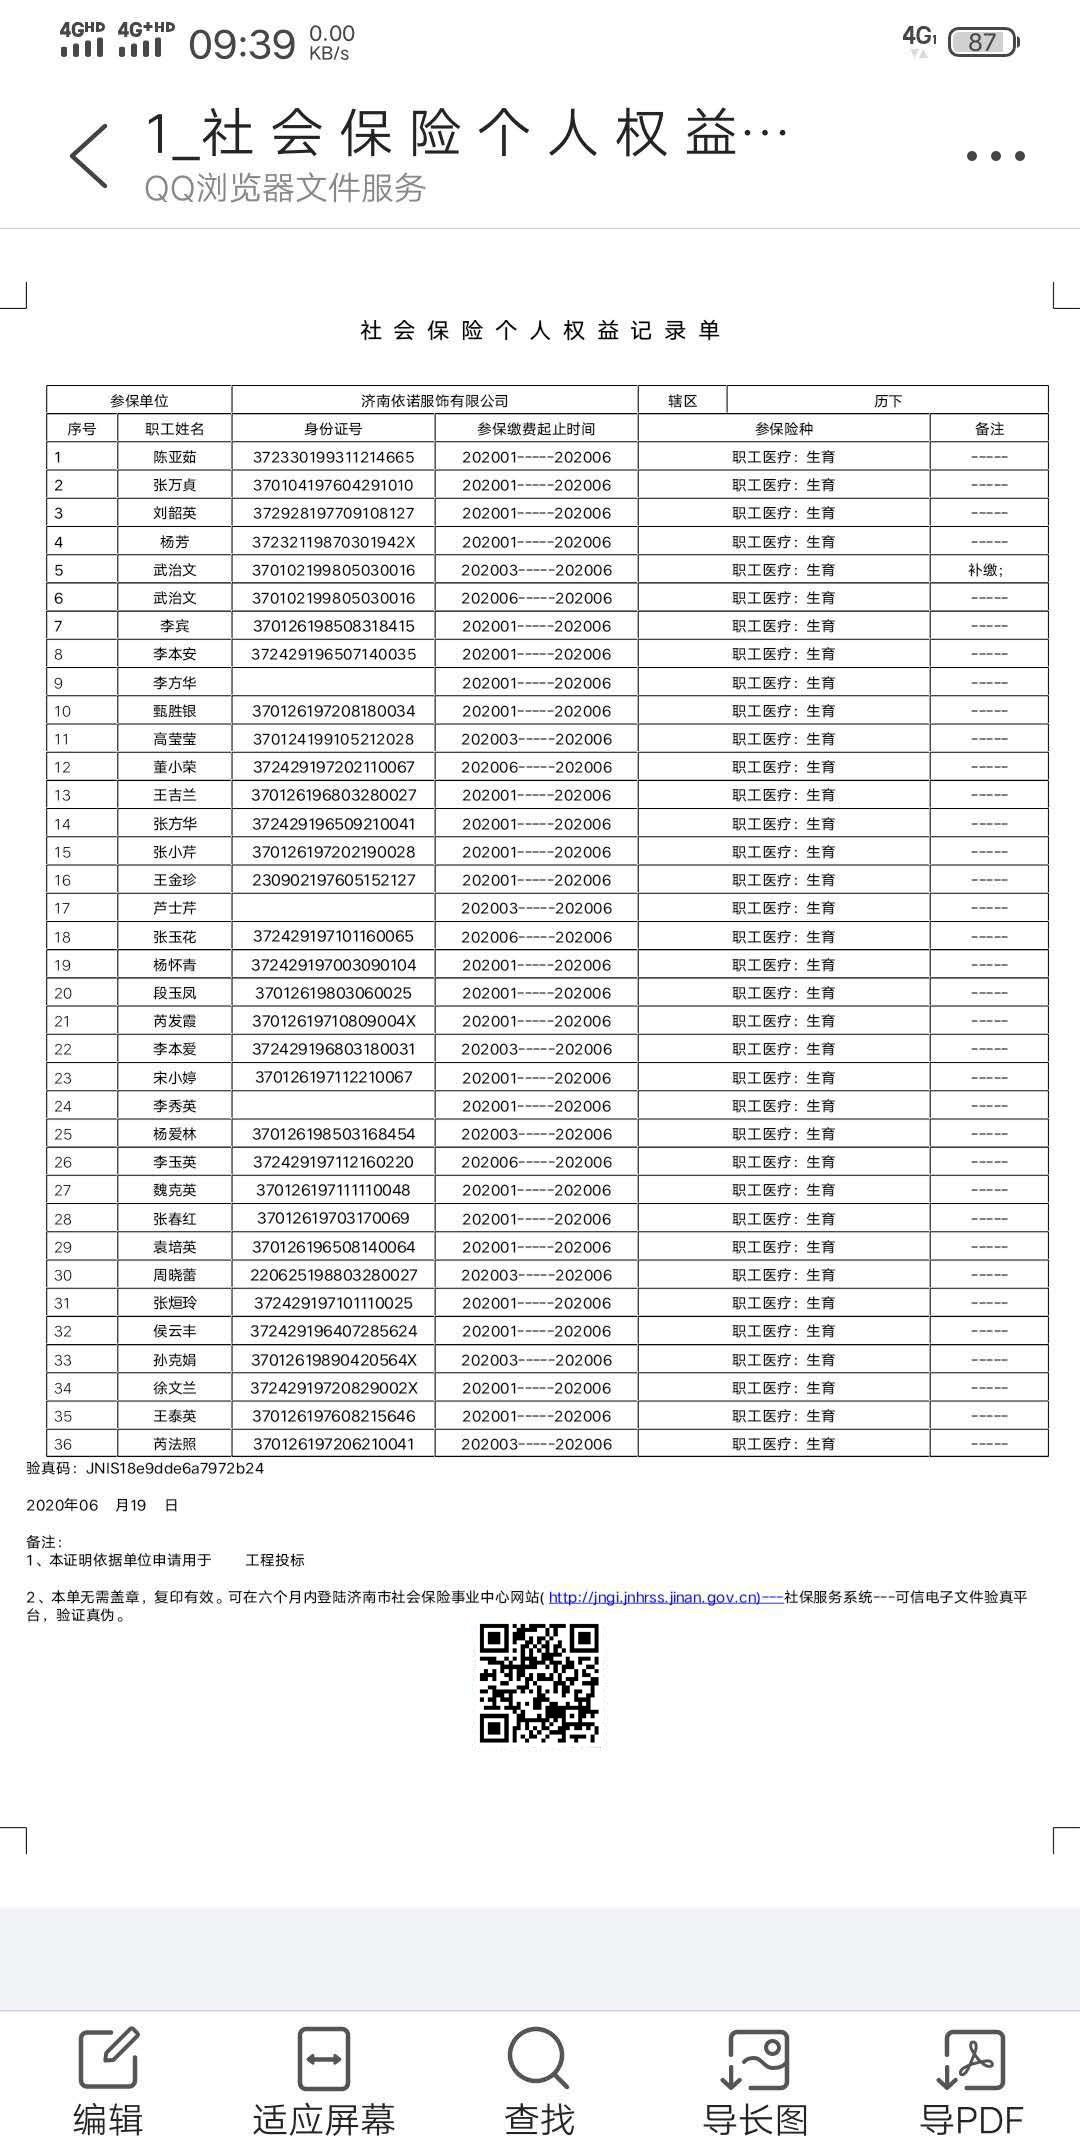 4GHD 4G+HD 09:39 0.00 KB/s 4G1 87
1_社 会 保 险 个 人 权 益…
QQ浏览器文件服务
社 会 保 险 个 人 权 益 记 录 单
参保单位 济南依诺服饰有限公司 辖区 历下
序号 职工姓名 身份证号 参保缴费起止时间 参保险种 备注
1 陈亚茹 372330199311214665 202001-----202006 职工医疗：生育 -----
2 张万贞 370104197604291010 202001-----202006 职工医疗：生育 -----
3 刘韶英 372928197709108127 202001-----202006 职工医疗：生育 -----
4 杨芳 37232119870301942X 202001-----202006 职工医疗：生育 -----
5 武治文 370102199805030016 202003-----202006 职工医疗：生育 补缴；
6 武治文 370102199805030016 202006-----202006 职工医疗：生育 -----
7 李宾 370126198508318415 202001-----202006 职工医疗：生育 -----
8 李本安 372429196507140035 202001-----202006 职工医疗：生育 -----
9 李方华 202001-----202006 职工医疗：生育 -----
10 甄胜银 370126197208180034 202001-----202006 职工医疗：生育 -----
11 高莹莹 370124199105212028 202003-----202006 职工医疗：生育 -----
12 董小荣 372429197202110067 202006-----202006 职工医疗：生育 -----
13 王吉兰 370126196803280027 202001-----202006 职工医疗：生育 -----
14 张方华 372429196509210041 202001-----202006 职工医疗：生育 -----
15 张小芹 370126197202190028 202001-----202006 职工医疗：生育 -----
16 王金珍 230902197605152127 202001-----202006 职工医疗：生育 -----
17 芦士芹 202003-----202006 职工医疗：生育 -----
18 张玉花 372429197101160065 202006-----202006 职工医疗：生育 -----
19 杨怀青 372429197003090104 202001-----202006 职工医疗：生育 -----
20 段玉凤 37012619803060025 202001-----202006 职工医疗：生育 -----
21 芮发霞 37012619710809004X 202001-----202006 职工医疗：生育 -----
22 李本爱 372429196803180031 202003-----202006 职工医疗：生育 -----
23 宋小婷 370126197112210067 202001-----202006 职工医疗：生育 -----
24 李秀英 202001-----202006 职工医疗：生育 -----
25 杨爱林 370126198503168454 202003-----202006 职工医疗：生育 -----
26 李玉英 372429197112160220 202006-----202006 职工医疗：生育 -----
27 魏克英 370126197111110048 202001-----202006 职工医疗：生育 -----
28 张春红 37012619703170069 202001-----202006 职工医疗：生育 -----
29 袁培英 370126196508140064 202001-----202006 职工医疗：生育 -----
30 周晓蕾 220625198803280027 202003-----202006 职工医疗：生育 -----
31 张烜玲 372429197101110025 202001-----202006 职工医疗：生育 -----
32 侯云丰 372429196407285624 202001-----202006 职工医疗：生育 -----
33 孙克娟 37012619890420564X 202003-----202006 职工医疗：生育 -----
34 徐文兰 37242919720829002X 202001-----202006 职工医疗：生育 -----
35 王泰英 370126197608215646 202001-----202006 职工医疗：生育 -----
36 芮法照 370126197206210041 202003-----202006 职工医疗：生育 -----
验真码：JNIS18e9dde6a7972b24
2020年06 月19 日
备注：
1、本证明依据单位申请用于 工程投标
2、本单无需盖章，复印有效。可在六个月内登陆济南市社会保险事业中心网站( http://jngi.jnhrss.jinan.gov.cn)---社保服务系统---可信电子文件验真平
台，验证真伪。
编辑 适应屏幕 查找 导长图 导PDF